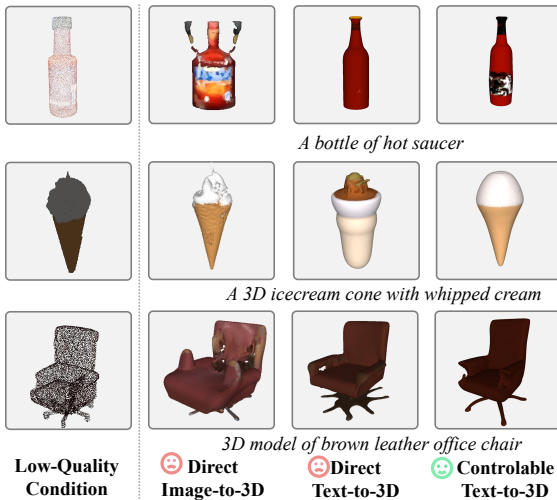 A bottle of hot saucer
A 3D icecream cone with whipped cream
3D model of brown leather office chair
Low-Quality
Condition
Direct
Image-to-3D
Direct
Text-to-3D
Controlable
Text-to-3D